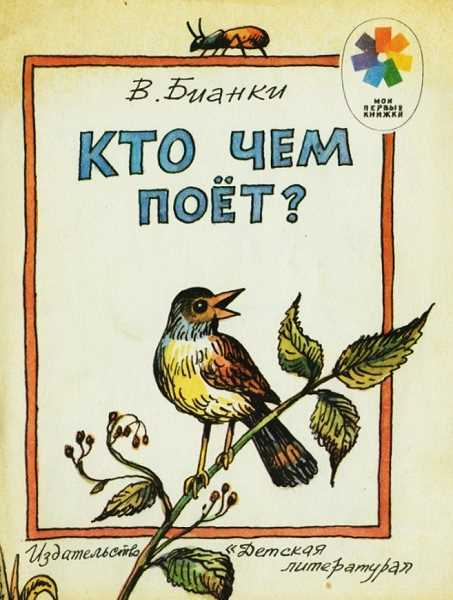 В. Бианки
МОИ
ПЕРВЫЕ
КНИЖКИ
КТО ЧЕМ
ПОЁТ?
Издательство «Детская
литература»